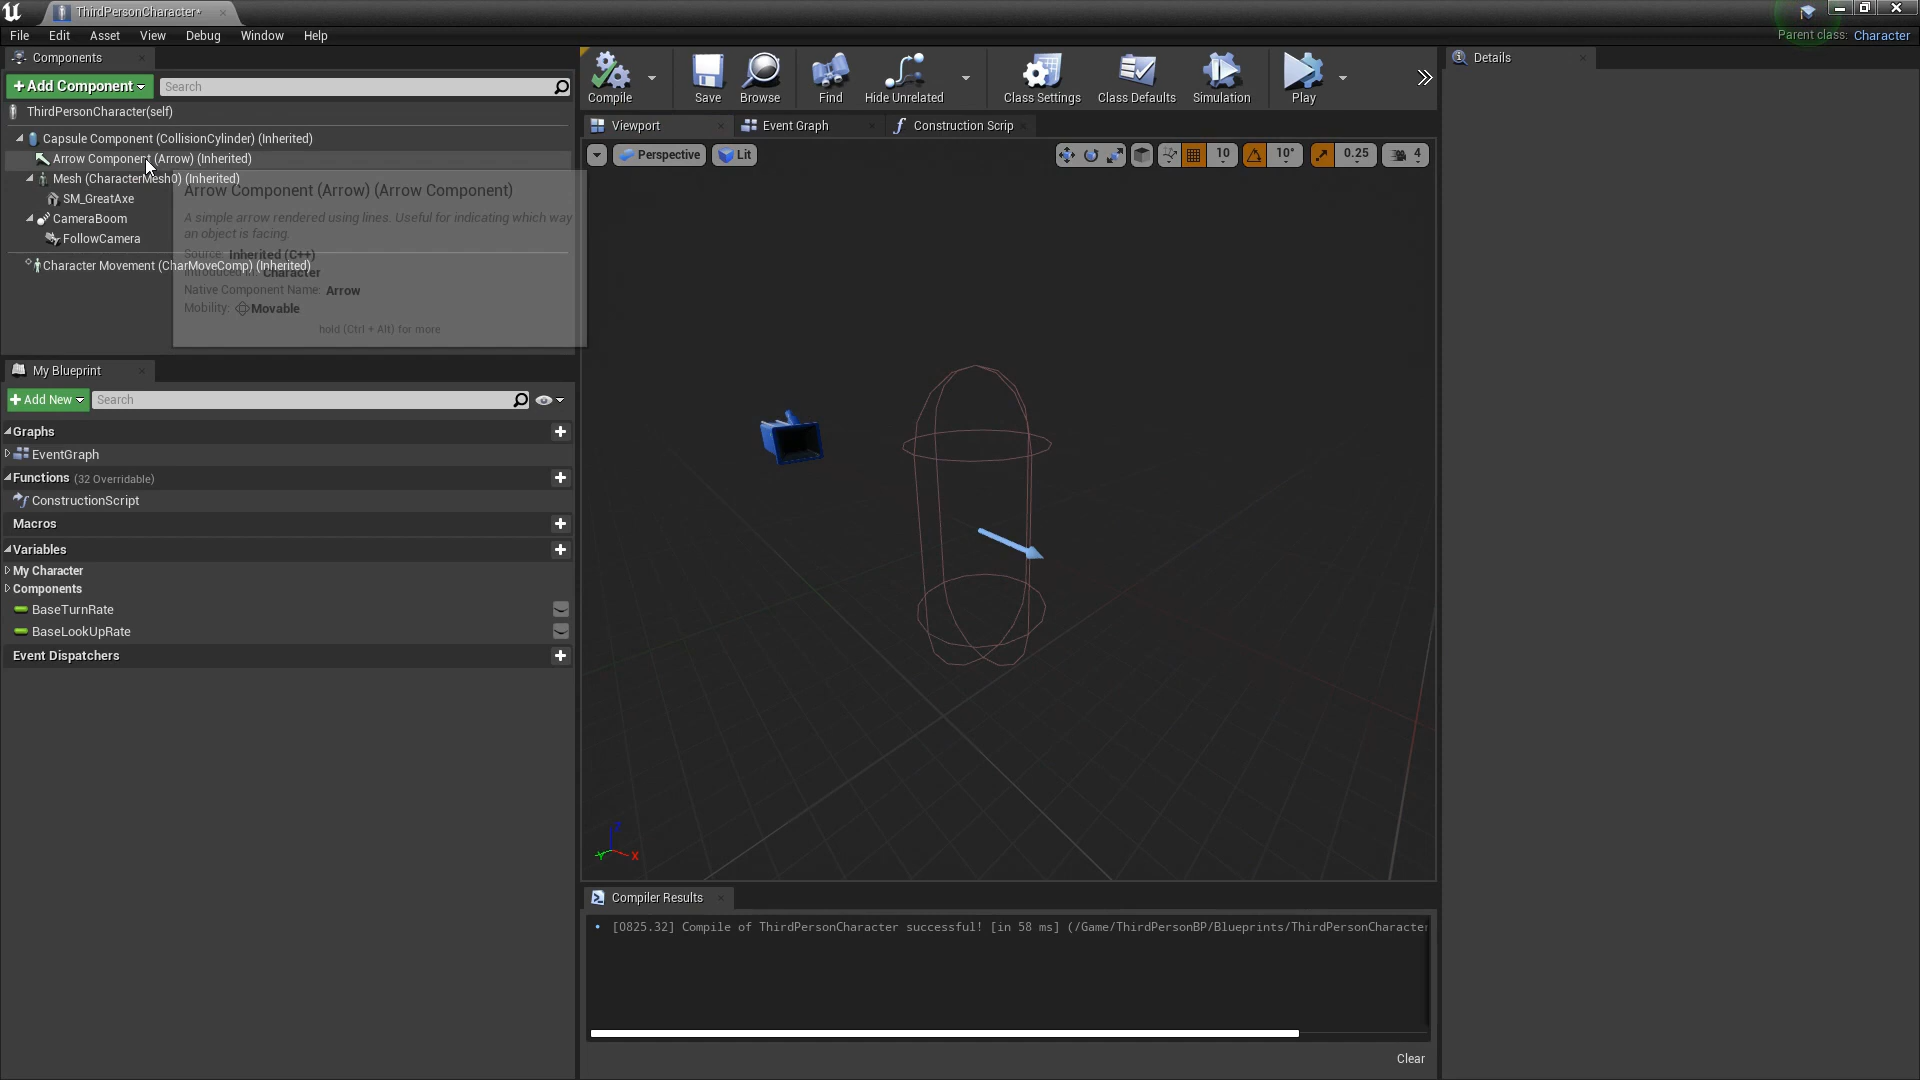 ThirdPersonCharacter*
File Edit Asset View Debug Window Help
Parent class: Character
Components
+ Add Component
Search
ThirdPersonCharacter(self)
Capsule Component (CollisionCylinder) (Inherited)
Arrow Component (Arrow) (Inherited)
Mesh (CharacterMesh0) (Inherited)
SM_GreatAxe
CameraBoom
FollowCamera
Character Movement (CharMoveComp) (Inherited)
Arrow Component (Arrow) (Arrow Component)
A simple arrow rendered using lines. Useful for indicating which way
an object is facing.
Source: Inherited (C++)
Character
Native Component Name: Arrow
Mobility: Movable
hold (Ctrl + Alt) for more
My Blueprint
+ Add New
Search
Graphs
EventGraph
Functions (32 Overridable)
ConstructionScript
Macros
Variables
My Character
Components
BaseTurnRate
BaseLookUpRate
Event Dispatchers
Compile Save Browse Find Hide Unrelated Class Settings Class Defaults Simulation Play
Viewport Event Graph Construction Scrip
Perspective Lit 10 10° 0.25 4
Z
Y X
Compiler Results
[0825.32] Compile of ThirdPersonCharacter successful! [in 58 ms] (/Game/ThirdPersonBP/Blueprints/ThirdPersonCharacter
Clear
Details